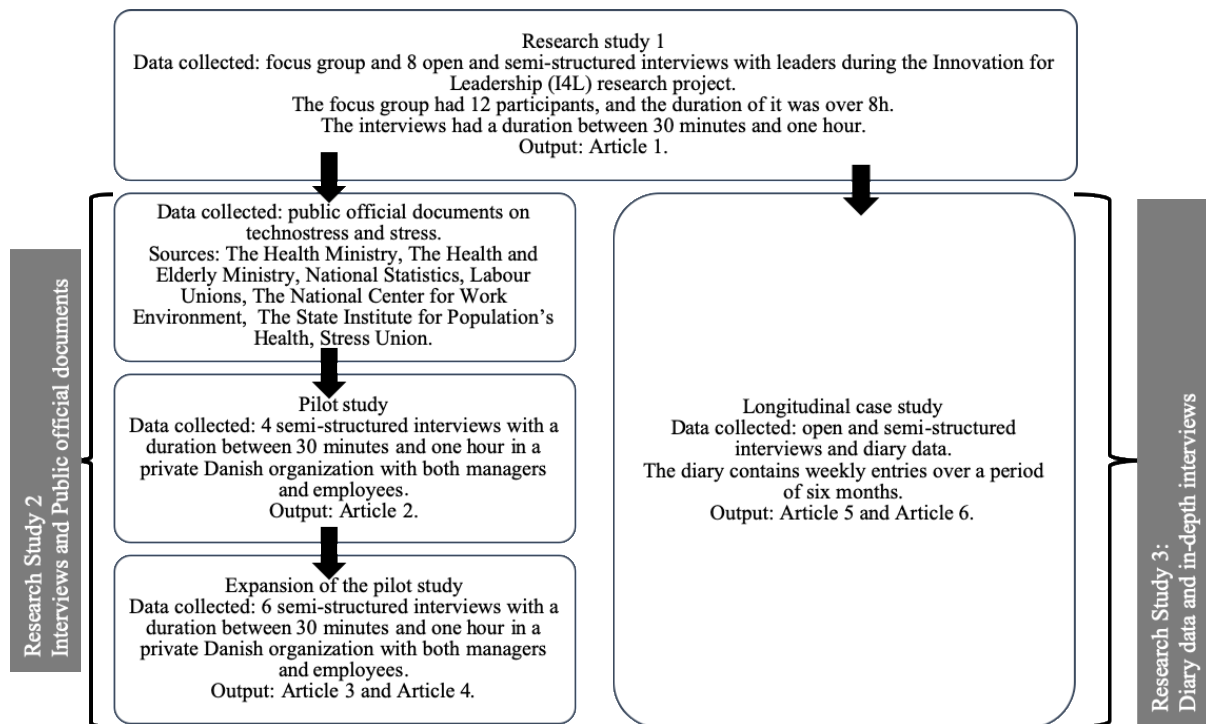 Research study 1
Data collected: focus group and 8 open and semi-structured interviews with leaders during the Innovation for
Leadership (I4L) research project.
The focus group had 12 participants, and the duration of it was over 8h.
The interviews had a duration between 30 minutes and one hour.
Output: Article 1.
Research Study 2
Interviews and Public official documents
Data collected: public official documents on
technostress and stress.
Sources: The Health Ministry, The Health and
Elderly Ministry, National Statistics, Labour
Unions, The National Center for Work
Environment, The State Institute for Population's
Health, Stress Union.
Pilot study
Data collected: 4 semi-structured interviews with a
duration between 30 minutes and one hour in a
private Danish organization with both managers
and employees.
Output: Article 2.
Expansion of the pilot study
Data collected: 6 semi-structured interviews with a
duration between 30 minutes and one hour in a
private Danish organization with both managers
and employees.
Output: Article 3 and Article 4.
Longitudinal case study
Data collected: open and semi-structured
interviews and diary data.
The diary contains weekly entries over a period
of six months.
Output: Article 5 and Article 6.
Research Study 3:
Diary data and in-depth interviews